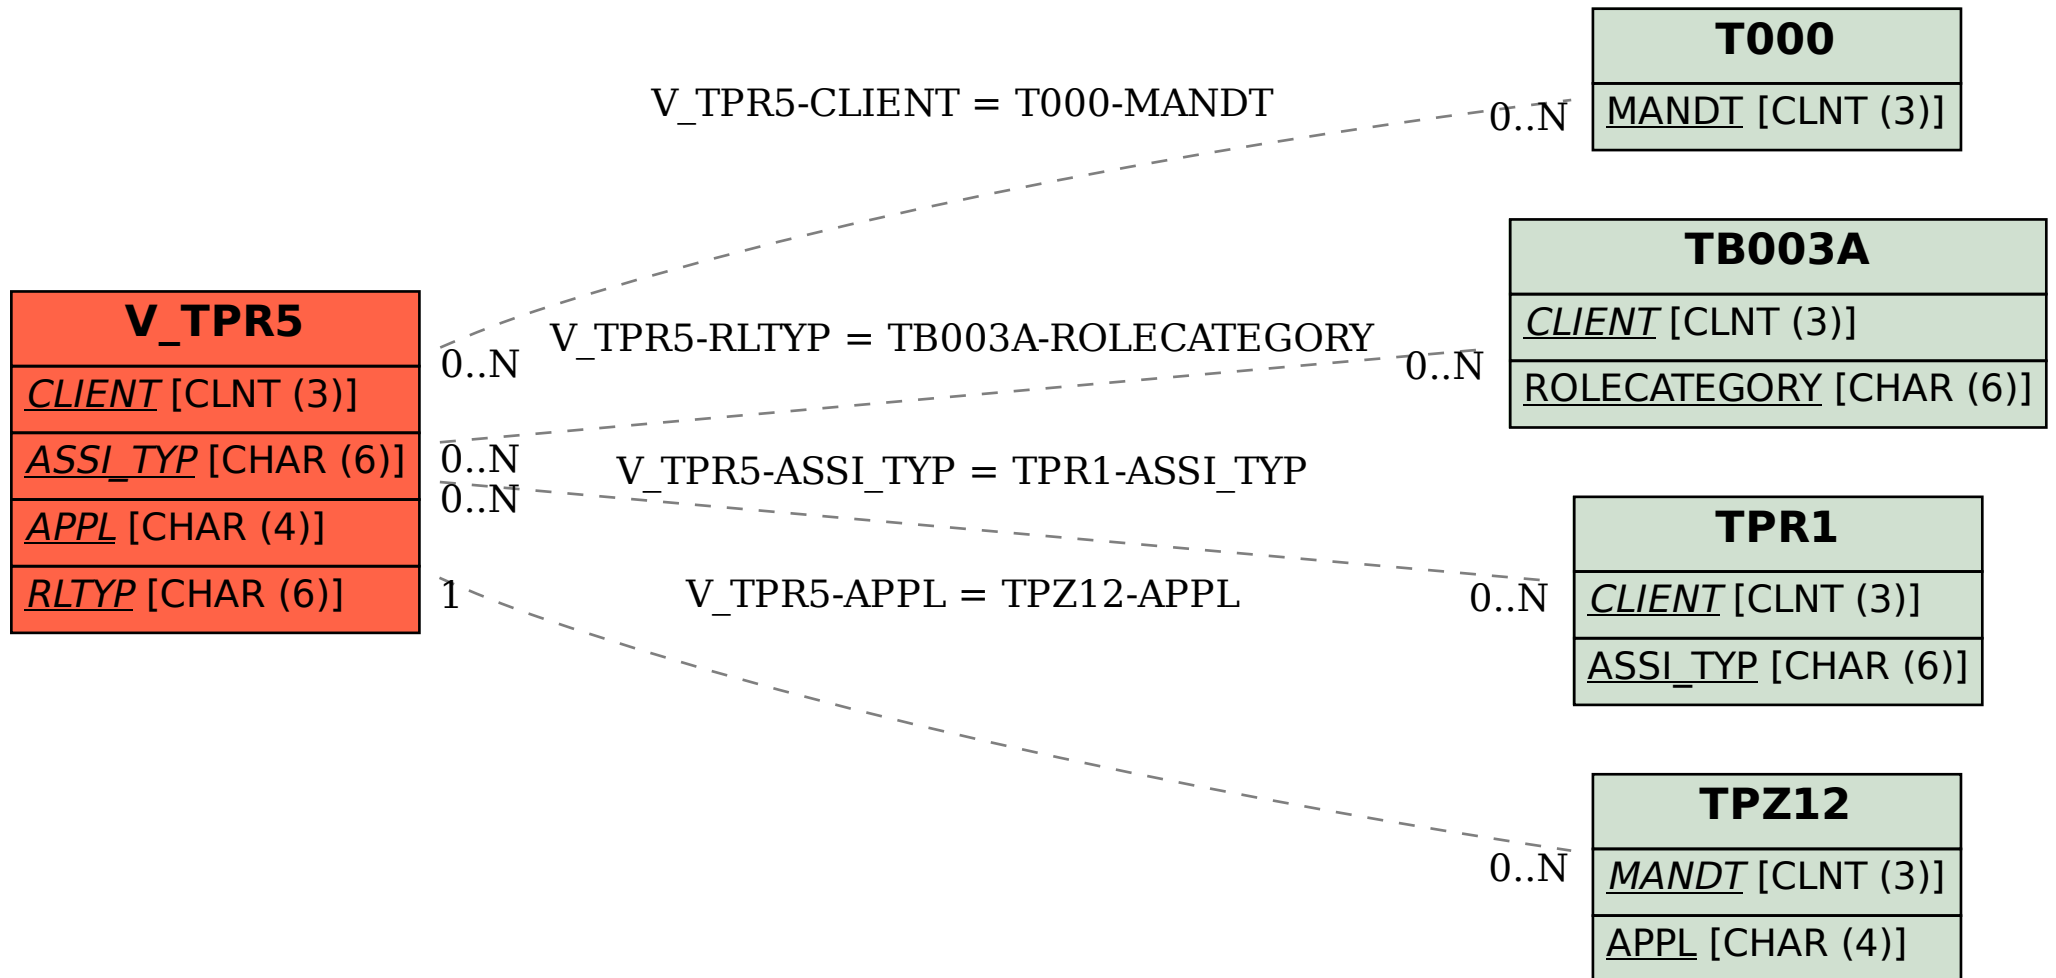 T000
MANDT [CLNT (3)]
V_TPR5-CLIENT = T000-MANDT
0..N
TB003A
CLIENT [CLNT (3)]
ROLECATEGORY [CHAR (6)]
V_TPR5
CLIENT [CLNT (3)]
ASSI_TYP [CHAR (6)]
APPL [CHAR (4)]
RLTYP [CHAR (6)]
0..N
V_TPR5-RLTYP = TB003A-ROLECATEGORY
0..N
0..N
V_TPR5-ASSI_TYP = TPR1-ASSI_TYP
0..N
TPR1
CLIENT [CLNT (3)]
ASSI_TYP [CHAR (6)]
1
V_TPR5-APPL = TPZ12-APPL
0..N
TPZ12
MANDT [CLNT (3)]
APPL [CHAR (4)]
0..N